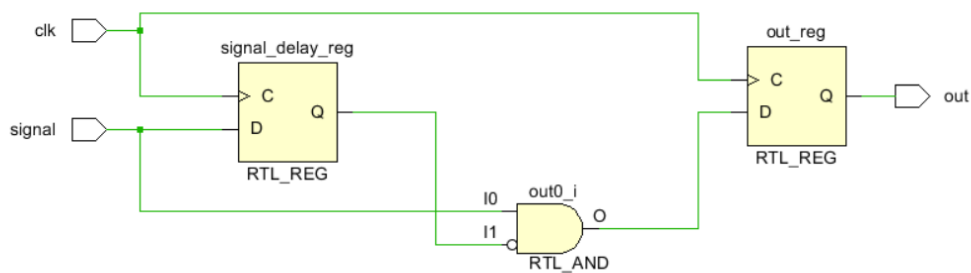 clk
signal
signal_delay_reg
C
D
Q
RTL_REG
I0
I1
out0_i
O
RTL_AND
out_reg
C
D
Q
RTL_REG
out